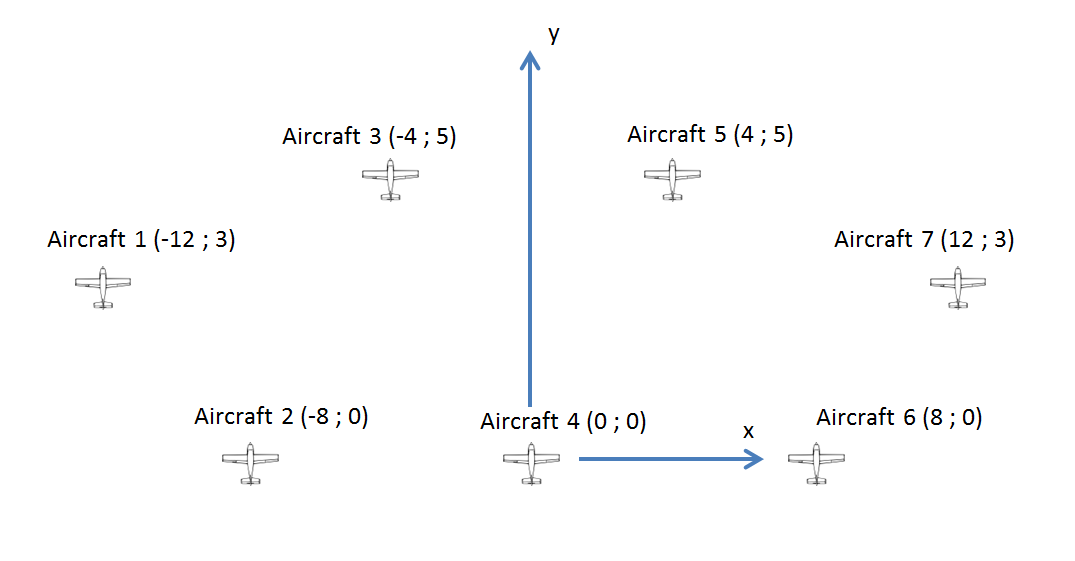 y
Aircraft 3 (-4 ; 5)
Aircraft 5 (4 ; 5)
Aircraft 1 (-12 ; 3)
Aircraft 7 (12 ; 3)
Aircraft 2 (-8 ; 0)
Aircraft 4 (0 ; 0)
x
Aircraft 6 (8 ; 0)